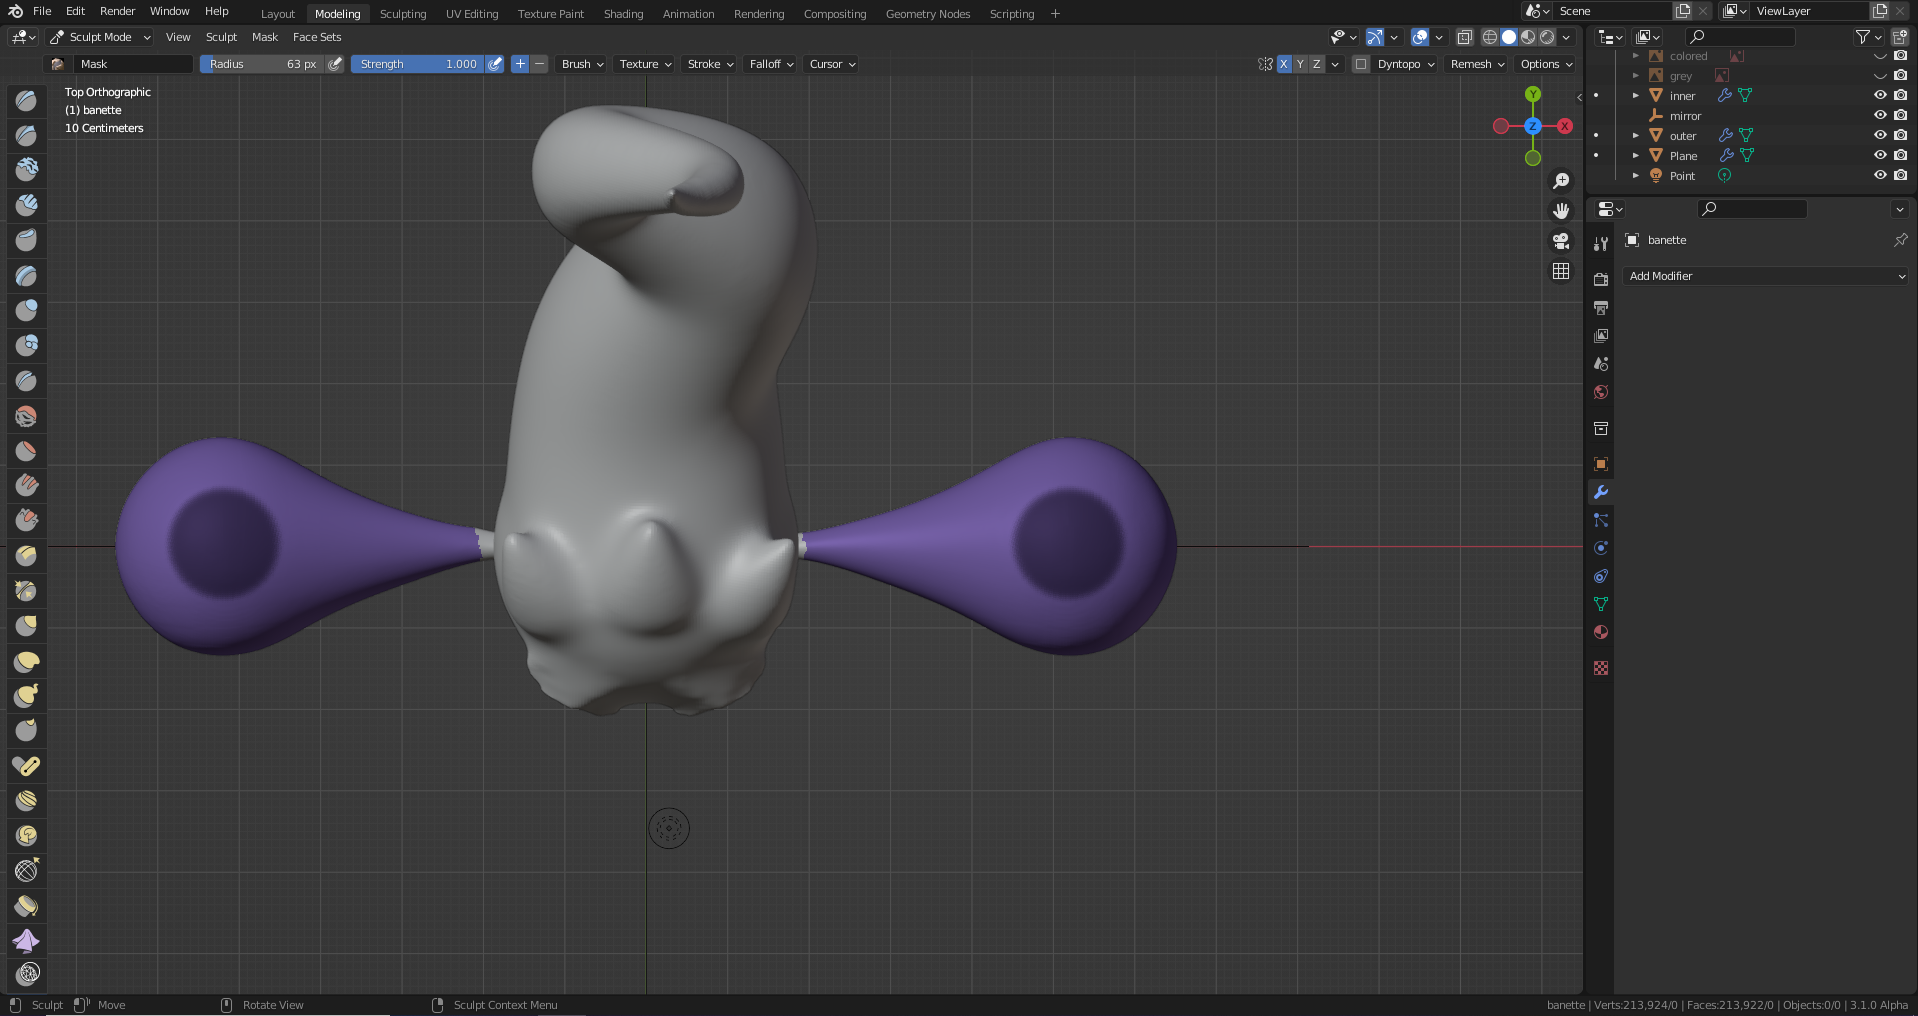 File Edit Render Window Help Layout Modeling Sculpting UV Editing Texture Paint Shading Animation Rendering Compositing Geometry Nodes Scripting + Scene ViewLayer
Sculpt Mode View Sculpt Mask Face Sets
Mask Radius 63 px Strength 1.000 Brush Texture Stroke Falloff Cursor X Y Z Dyntopo Remesh Options
Top Orthographic
(1) banette
10 Centimeters
Y
Z
X
colored
grey
inner
mirror
outer
Plane
Point
banette
Add Modifier
Sculpt Move Rotate View Sculpt Context Menu banette | Verts:213,924/0 | Faces:213,922/0 | Objects:0/0 | 3.1.0 Alpha